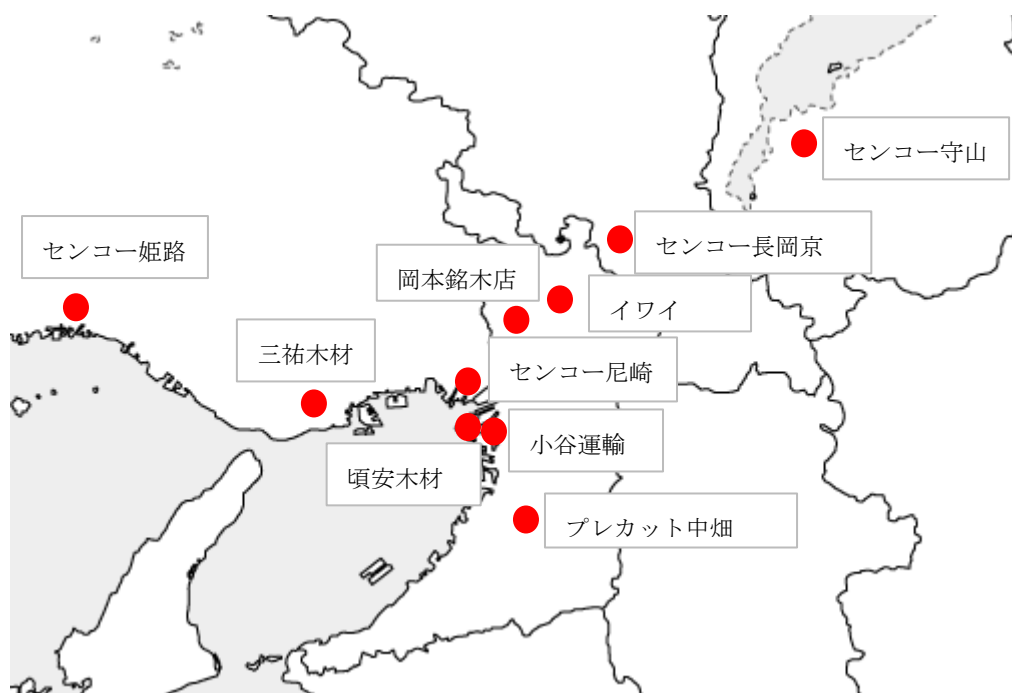 センコー守山
センコー長岡京
センコー姫路
岡本銘木店
イワイ
三祐木材
センコー尼崎
小谷運輸
頃安木材
プレカット中畑